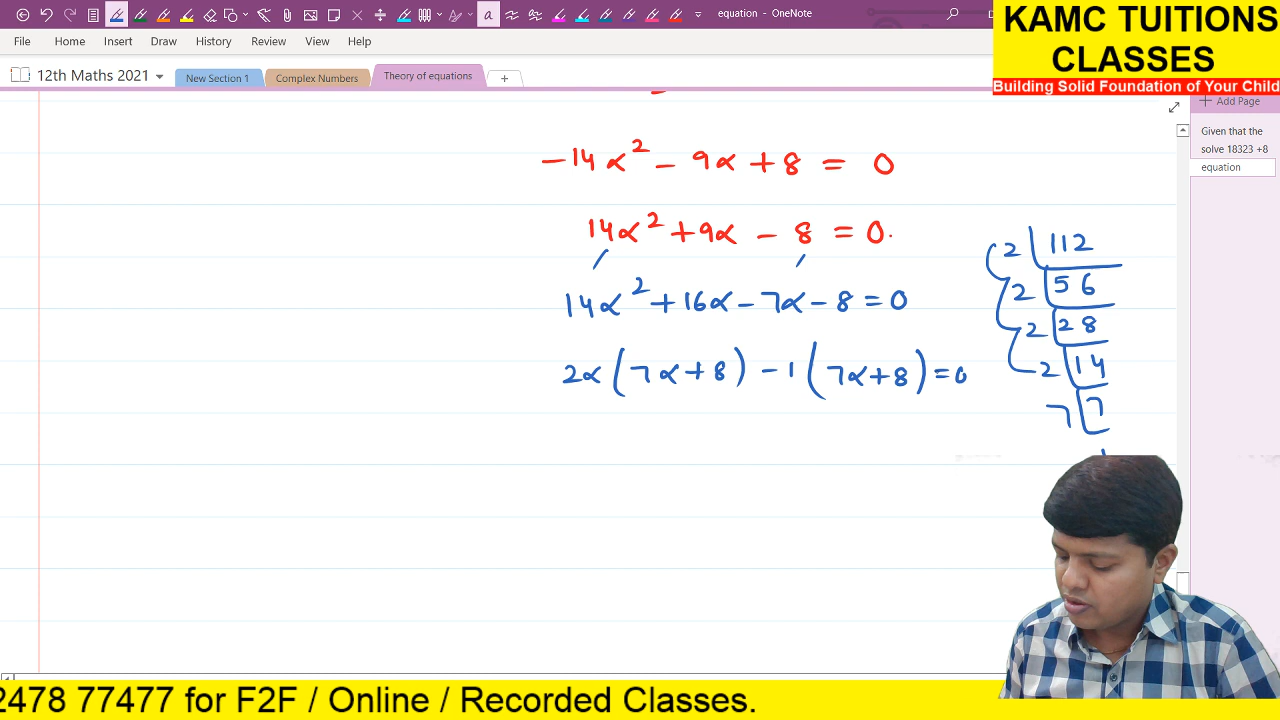 equation - OneNote
KAMC TUITIONS
CLASSES
Building Solid Foundation of Your Child
File Home Insert Draw History Review View Help
12th Maths 2021
New Section 1
Complex Numbers
Theory of equations
Add Page
Given that the
solve 18323 +8
equation
-14α² - 9α + 8 = 0
14α² + 9α - 8 = 0.
14α² + 16α - 7α - 8 = 0
2α (7α + 8) - 1 (7α + 8) = 0
2 112
2 56
2 28
2 14
7 7
2478 77477 for F2F / Online / Recorded Classes.